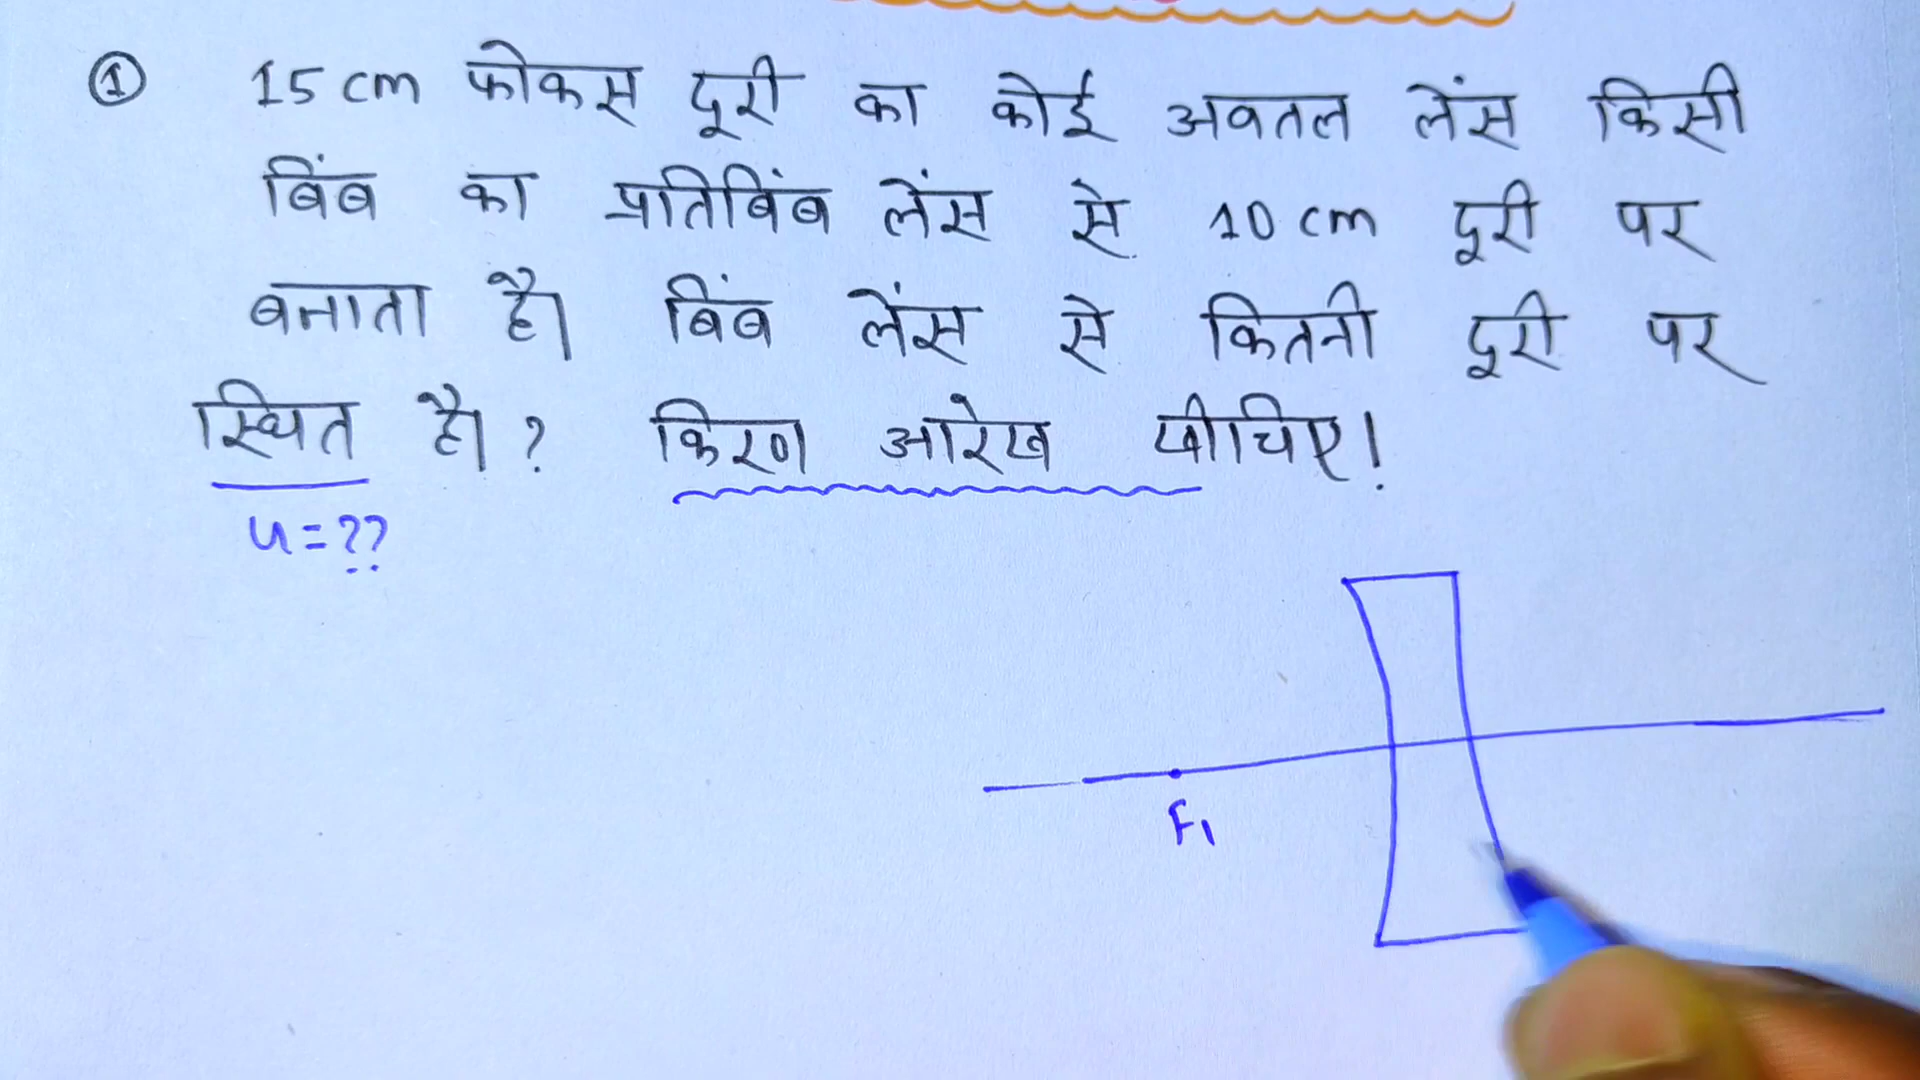 ① 15 cm फोकस दूरी का कोई अवतल लेंस किसी
बिंब का प्रतिबिंब लेंस से 10 cm दूरी पर
बनाता है। बिंब लेंस से कितनी दूरी पर
स्थित है। ? किरण आरेख खीचिए!
u = ??
F1